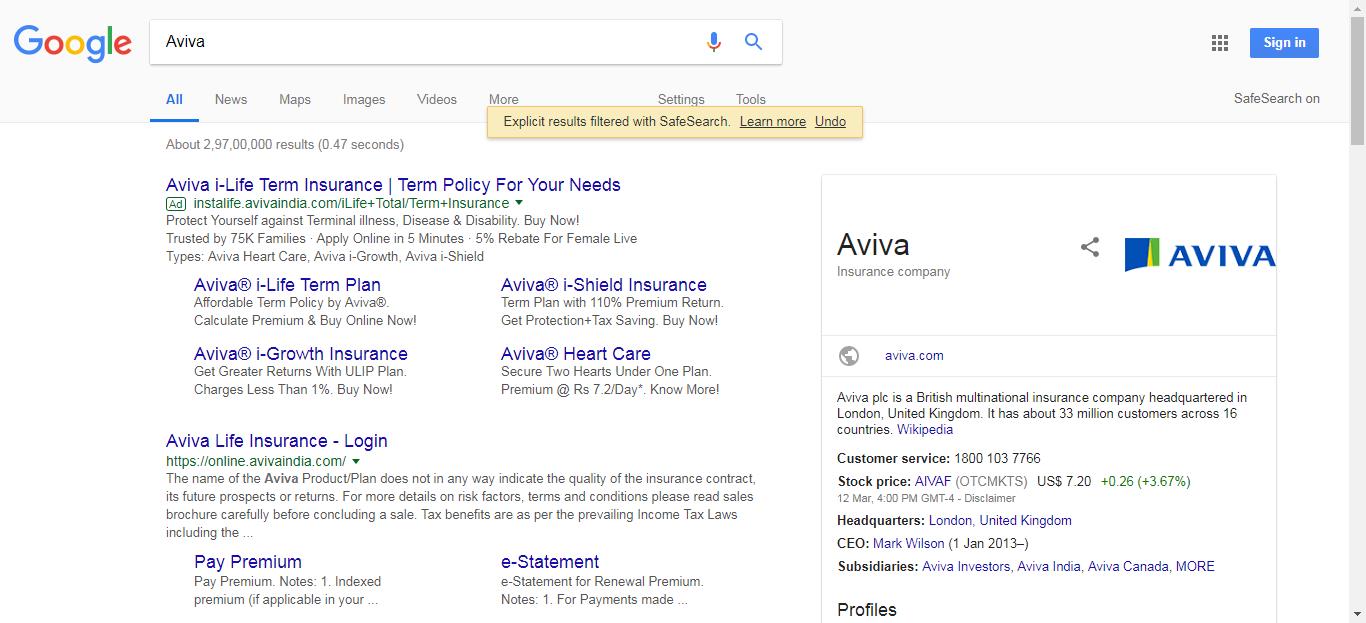 Google
Aviva
Sign in
All News Maps Images Videos More Settings Tools
SafeSearch on
Explicit results filtered with SafeSearch. Learn more Undo
About 2,97,00,000 results (0.47 seconds)
Aviva i-Life Term Insurance | Term Policy For Your Needs
Ad instalife.avivaindia.com/iLife+Total/Term+Insurance
Protect Yourself against Terminal illness, Disease & Disability. Buy Now!
Trusted by 75K Families · Apply Online in 5 Minutes · 5% Rebate For Female Live
Types: Aviva Heart Care, Aviva i-Growth, Aviva i-Shield
Aviva® i-Life Term Plan
Affordable Term Policy by Aviva®.
Calculate Premium & Buy Online Now!
Aviva® i-Shield Insurance
Term Plan with 110% Premium Return.
Get Protection+Tax Saving. Buy Now!
Aviva® i-Growth Insurance
Get Greater Returns With ULIP Plan.
Charges Less Than 1%. Buy Now!
Aviva® Heart Care
Secure Two Hearts Under One Plan.
Premium @ Rs 7.2/Day*. Know More!
Aviva Life Insurance - Login
https://online.avivaindia.com/
The name of the Aviva Product/Plan does not in any way indicate the quality of the insurance contract,
its future prospects or returns. For more details on risk factors, terms and conditions please read sales
brochure carefully before concluding a sale. Tax benefits are as per the prevailing Income Tax Laws
including the ...
Pay Premium
Pay Premium. Notes: 1. Indexed
premium (if applicable in your ...
e-Statement
e-Statement for Renewal Premium.
Notes: 1. For Payments made ...
Aviva
Insurance company
AVIVA
aviva.com
Aviva plc is a British multinational insurance company headquartered in
London, United Kingdom. It has about 33 million customers across 16
countries. Wikipedia
Customer service: 1800 103 7766
Stock price: AIVAF (OTCMKTS) US$ 7.20 +0.26 (+3.67%)
12 Mar, 4:00 PM GMT-4 - Disclaimer
Headquarters: London, United Kingdom
CEO: Mark Wilson (1 Jan 2013–)
Subsidiaries: Aviva Investors, Aviva India, Aviva Canada, MORE
Profiles